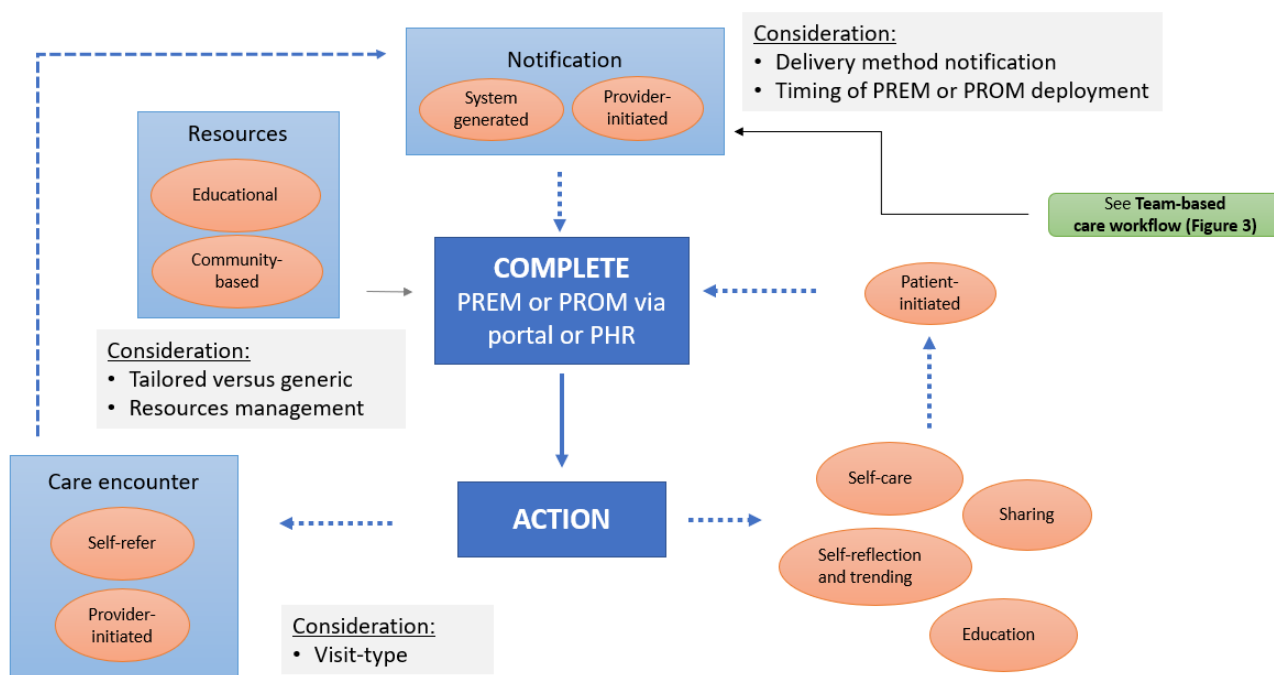 Notification
System
generated
Provider-
initiated
Consideration:
• Delivery method notification
• Timing of PREM or PROM deployment
Resources
Educational
Community-
based
See Team-based
care workflow (Figure 3)
COMPLETE
PREM or PROM via
portal or PHR
Patient-
initiated
Consideration:
• Tailored versus generic
• Resources management
Care encounter
Self-refer
Provider-
initiated
ACTION
Self-care
Sharing
Self-reflection
and trending
Education
Consideration:
• Visit-type